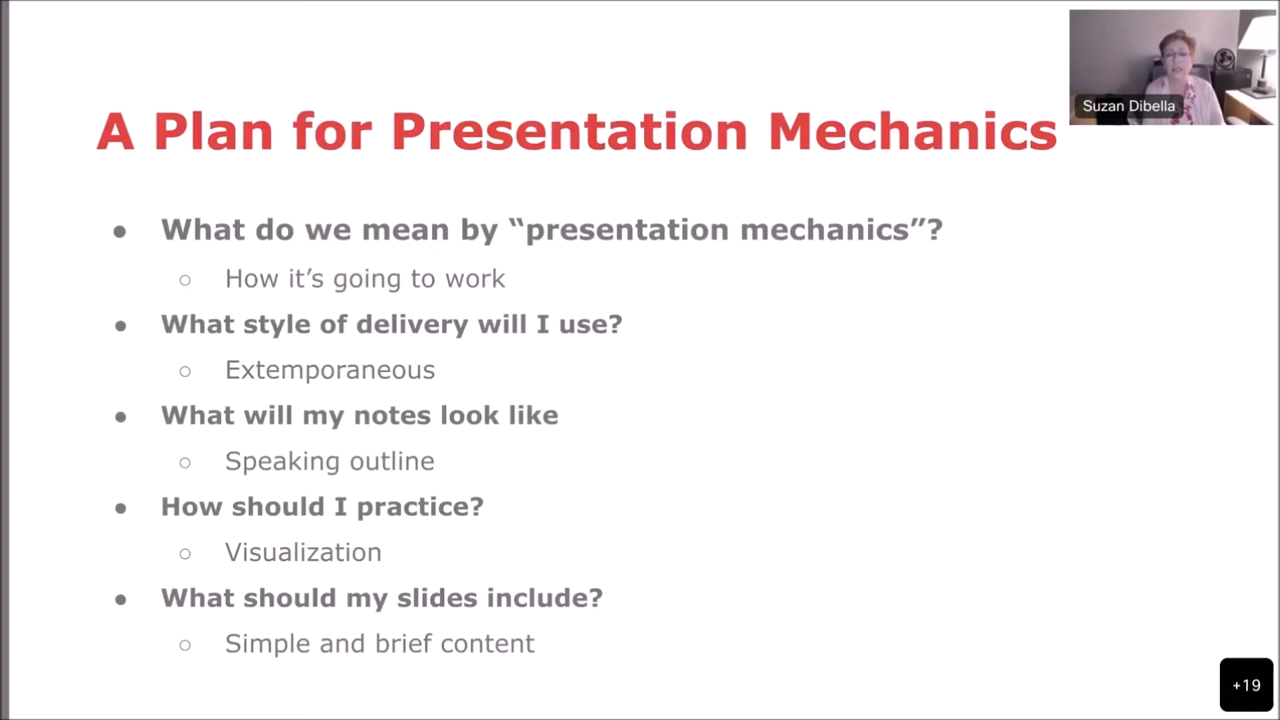 Suzan Dibella
A Plan for Presentation Mechanics
● What do we mean by “presentation mechanics”?
○ How it’s going to work
● What style of delivery will I use?
○ Extemporaneous
● What will my notes look like
○ Speaking outline
● How should I practice?
○ Visualization
● What should my slides include?
○ Simple and brief content
+19